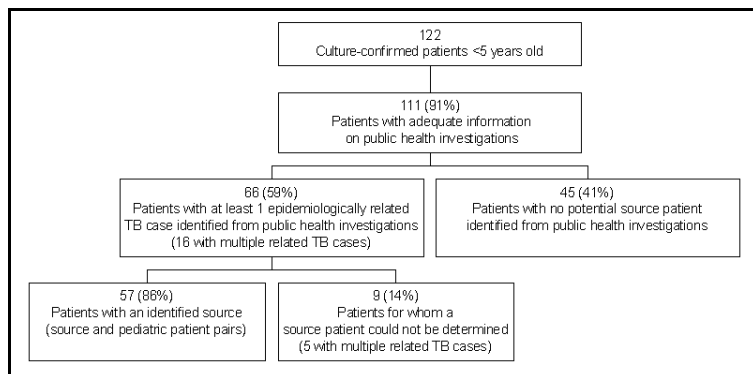 122
Culture-confirmed patients <5 years old
111 (91%)
Patients with adequate information
on public health investigations
66 (59%)
Patients with at least 1 epidemiologically related
TB case identified from public health investigations
(16 with multiple related TB cases)
45 (41%)
Patients with no potential source patient
identified from public health investigations
57 (86%)
Patients with an identified source
(source and pediatric patient pairs)
9 (14%)
Patients for whom a
source patient could not be determined
(5 with multiple related TB cases)